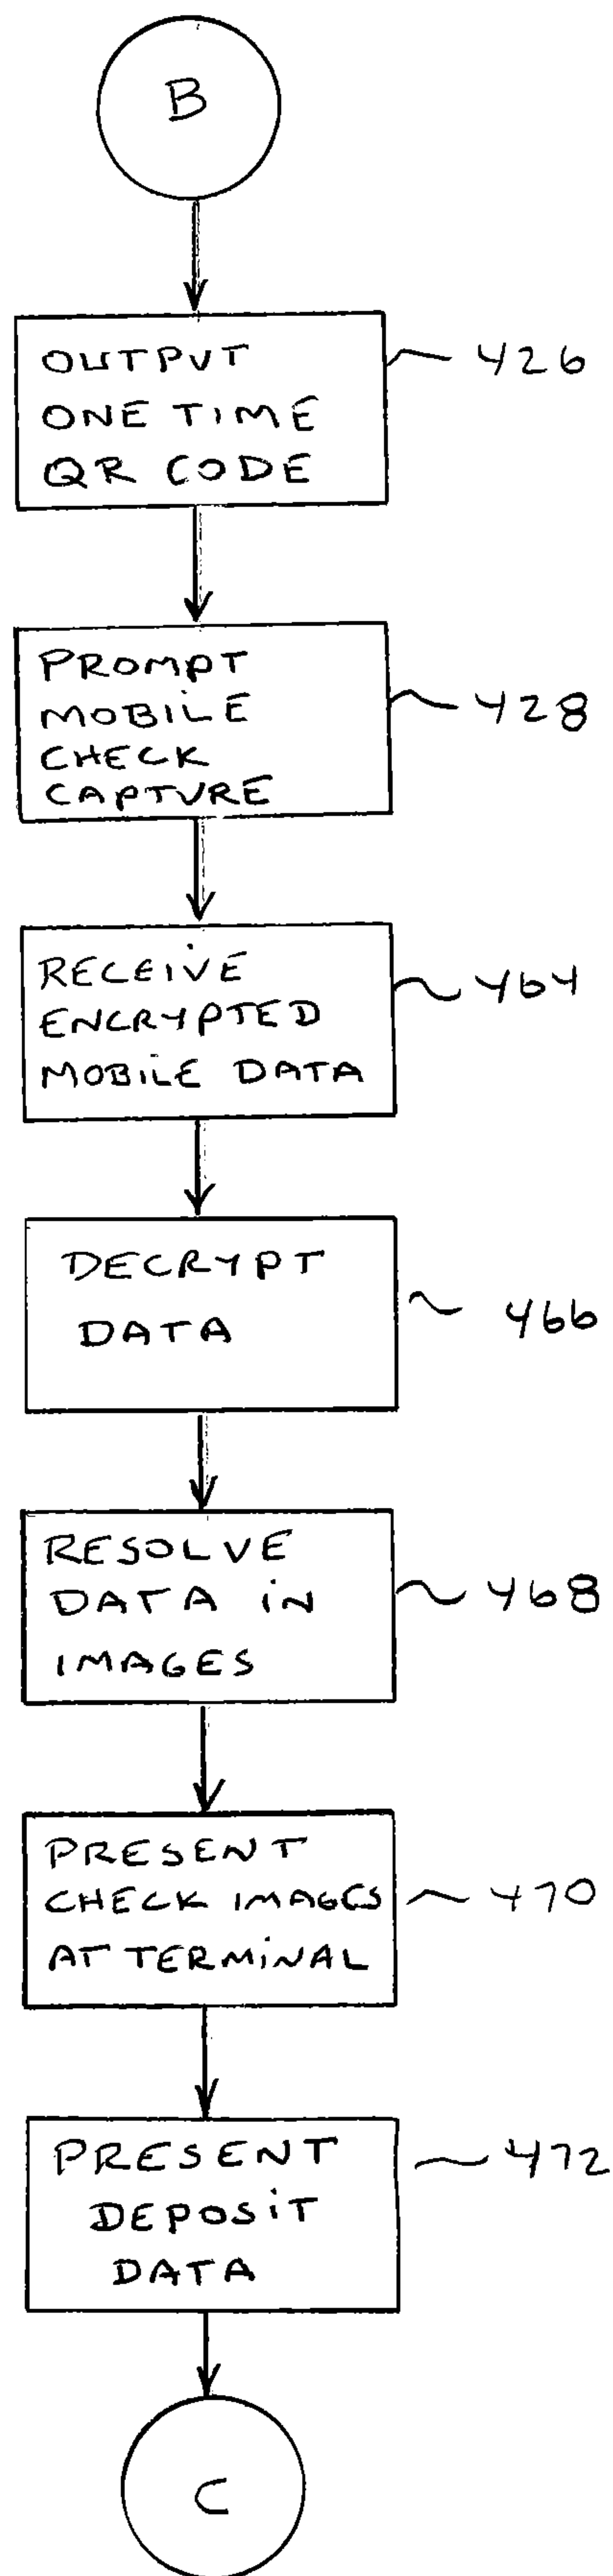 B
OUTPUT
ONE TIME
QR CODE
426
PROMPT
MOBILE
CHECK
CAPTURE
428
RECEIVE
ENCRYPTED
MOBILE DATA
464
DECRYPT
DATA
466
RESOLVE
DATA IN
IMAGES
468
PRESENT
CHECK IMAGES
AT TERMINAL
470
PRESENT
DEPOSIT
DATA
472
C